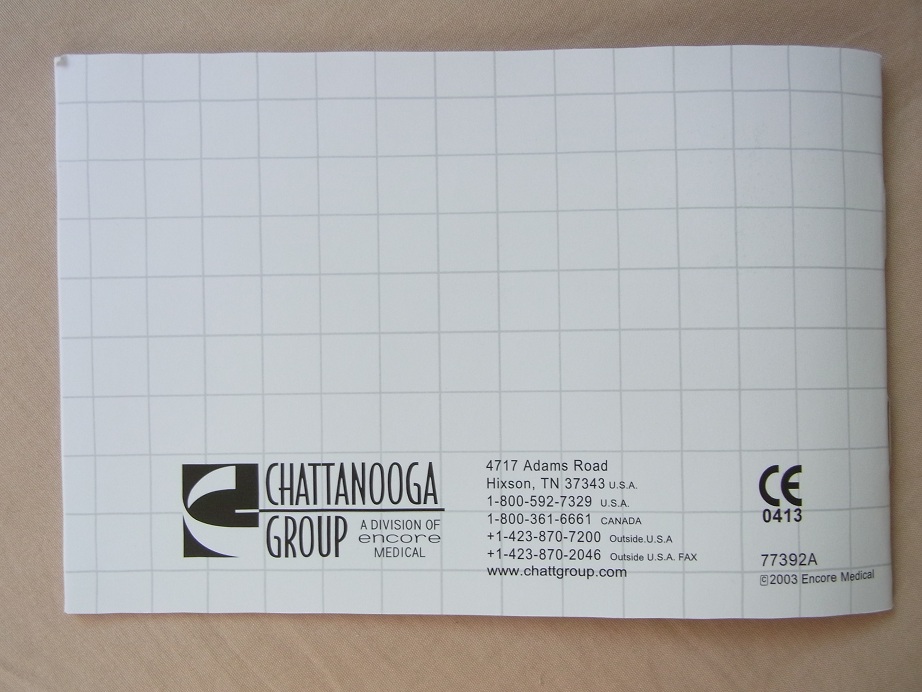 CHATTANOOGA
GROUP
A DIVISION OF
encore
MEDICAL
4717 Adams Road
Hixson, TN 37343 U.S.A.
1-800-592-7329 U.S.A.
1-800-361-6661 CANADA
+1-423-870-7200 Outside.U.S.A
+1-423-870-2046 Outside U.S.A. FAX
www.chattgroup.com
CE
0413
77392A
©2003 Encore Medical